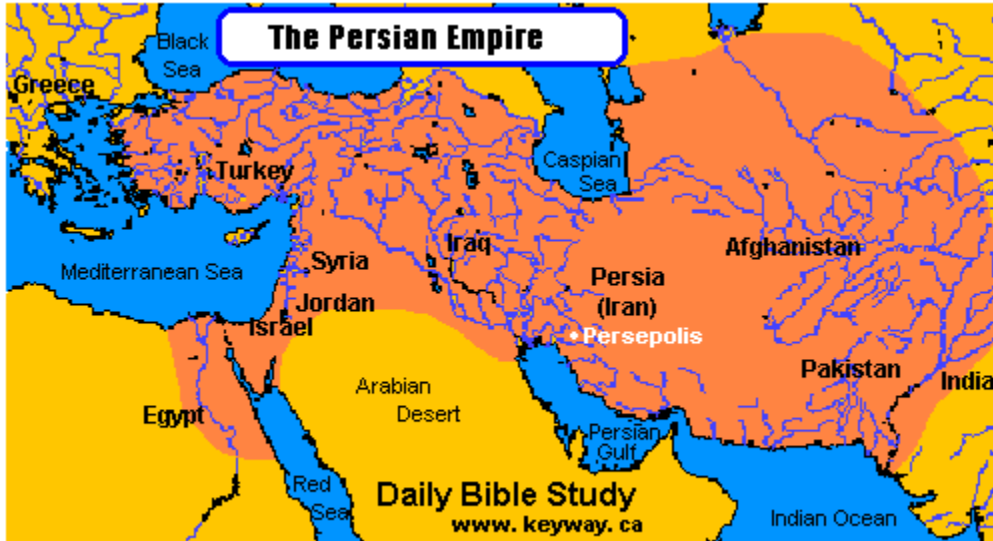 The Persian Empire
Black
Sea
Greece
Turkey
Caspian
Sea
Mediterranean Sea
Syria
Jordan
Israel
Iraq
Persia
(Iran)
Persepolis
Afghanistan
Pakistan
India
Egypt
Arabian
Desert
Persian
Gulf
Red
Sea
Indian Ocean
Daily Bible Study
www.keyway.ca